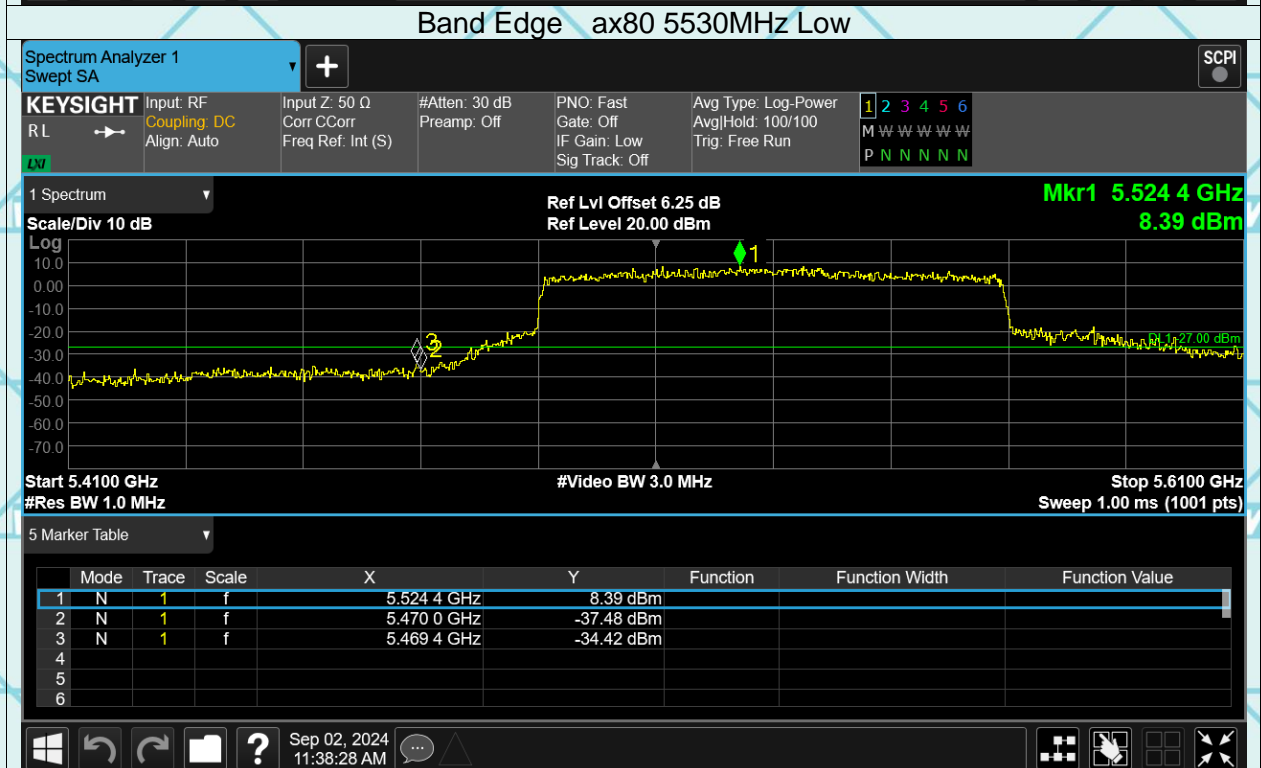 Band Edge ax80 5530MHz Low
Spectrum Analyzer 1
Swept SA
+
SCPI
KEYSIGHT
R L
LXI
Input: RF
Coupling: DC
Align: Auto
Input Z: 50 Ω
Corr CCorr
Freq Ref: Int (S)
#Atten: 30 dB
Preamp: Off
PNO: Fast
Gate: Off
IF Gain: Low
Sig Track: Off
Avg Type: Log-Power
Avg|Hold: 100/100
Trig: Free Run
1 2 3 4 5 6
M W W W W W
P N N N N N
1 Spectrum
Scale/Div 10 dB
Ref Lvl Offset 6.25 dB
Ref Level 20.00 dBm
Mkr1 5.524 4 GHz
8.39 dBm
Log
10.0
0.00
-10.0
-20.0
-30.0
-40.0
-50.0
-60.0
-70.0
1
3
2
DL1 -27.00 dBm
Start 5.4100 GHz
#Res BW 1.0 MHz
#Video BW 3.0 MHz
Stop 5.6100 GHz
Sweep 1.00 ms (1001 pts)
5 Marker Table
Mode Trace Scale X Y Function Function Width Function Value
1 N 1 f 5.524 4 GHz 8.39 dBm
2 N 1 f 5.470 0 GHz -37.48 dBm
3 N 1 f 5.469 4 GHz -34.42 dBm
4
5
6
?
Sep 02, 2024
11:38:28 AM